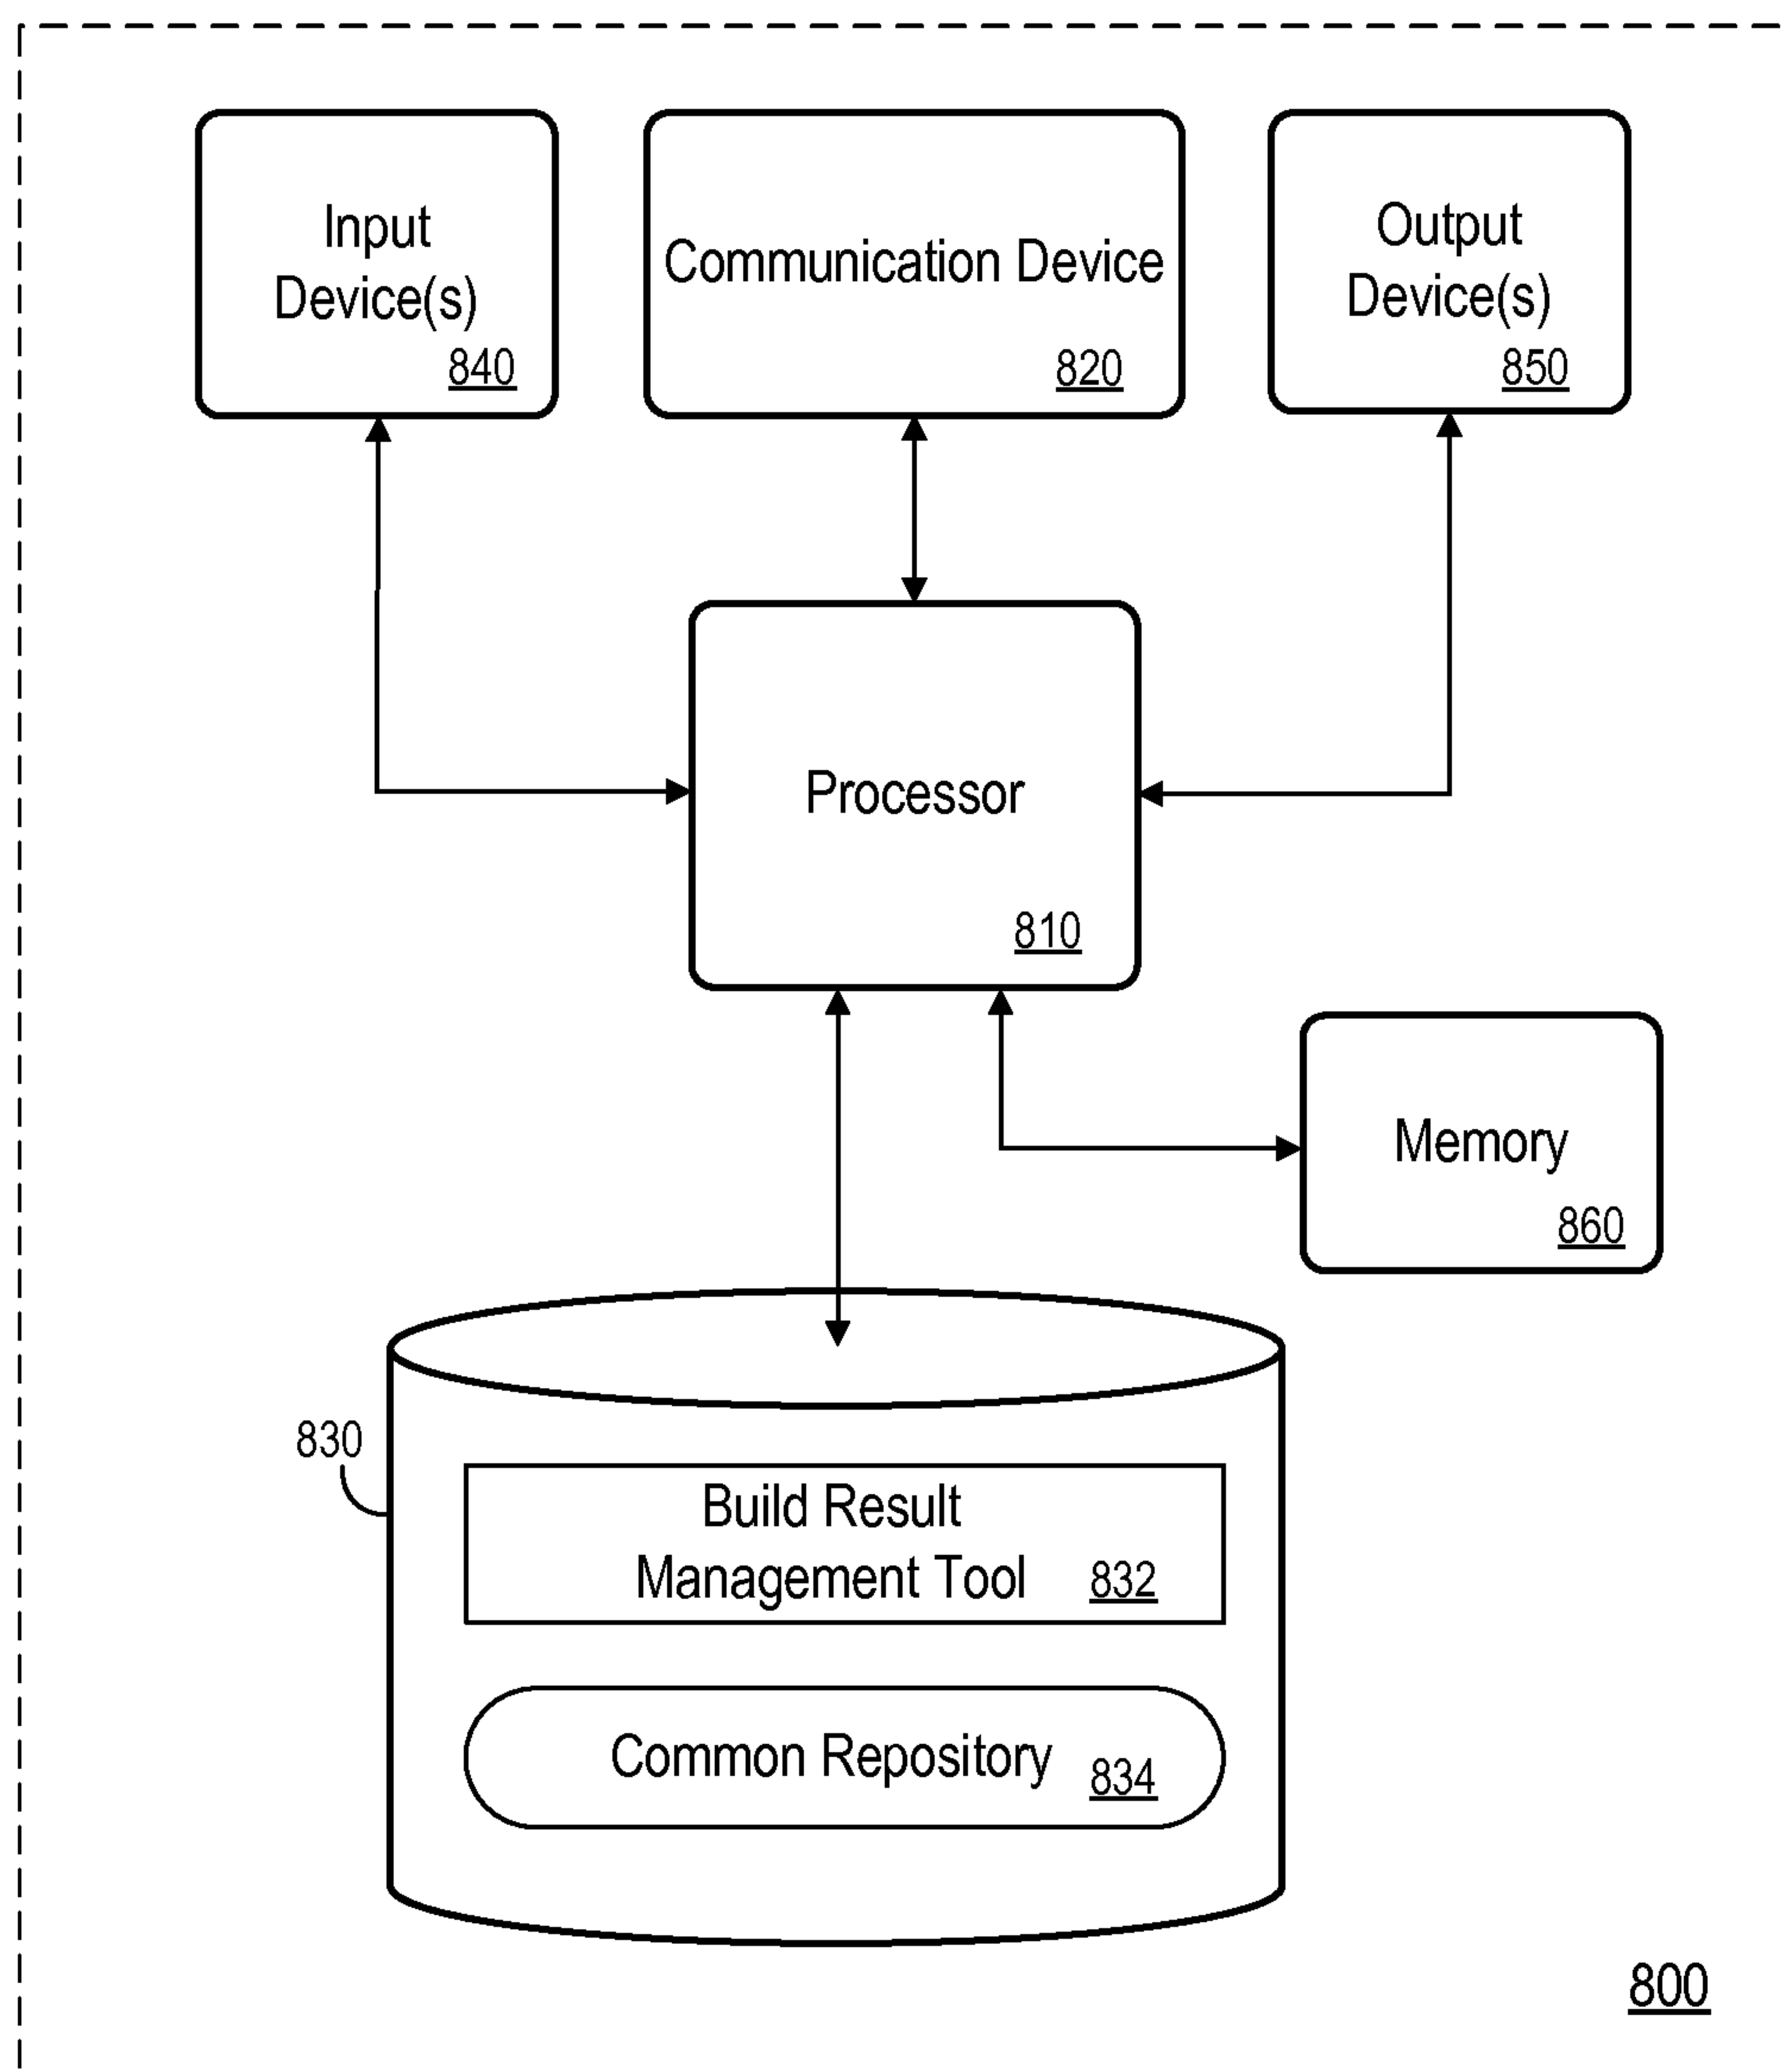 Input
Device(s)
840
Communication Device
820
Output
Device(s)
850
Processor
810
Memory
860
830
Build Result
Management Tool 832
Common Repository 834
800